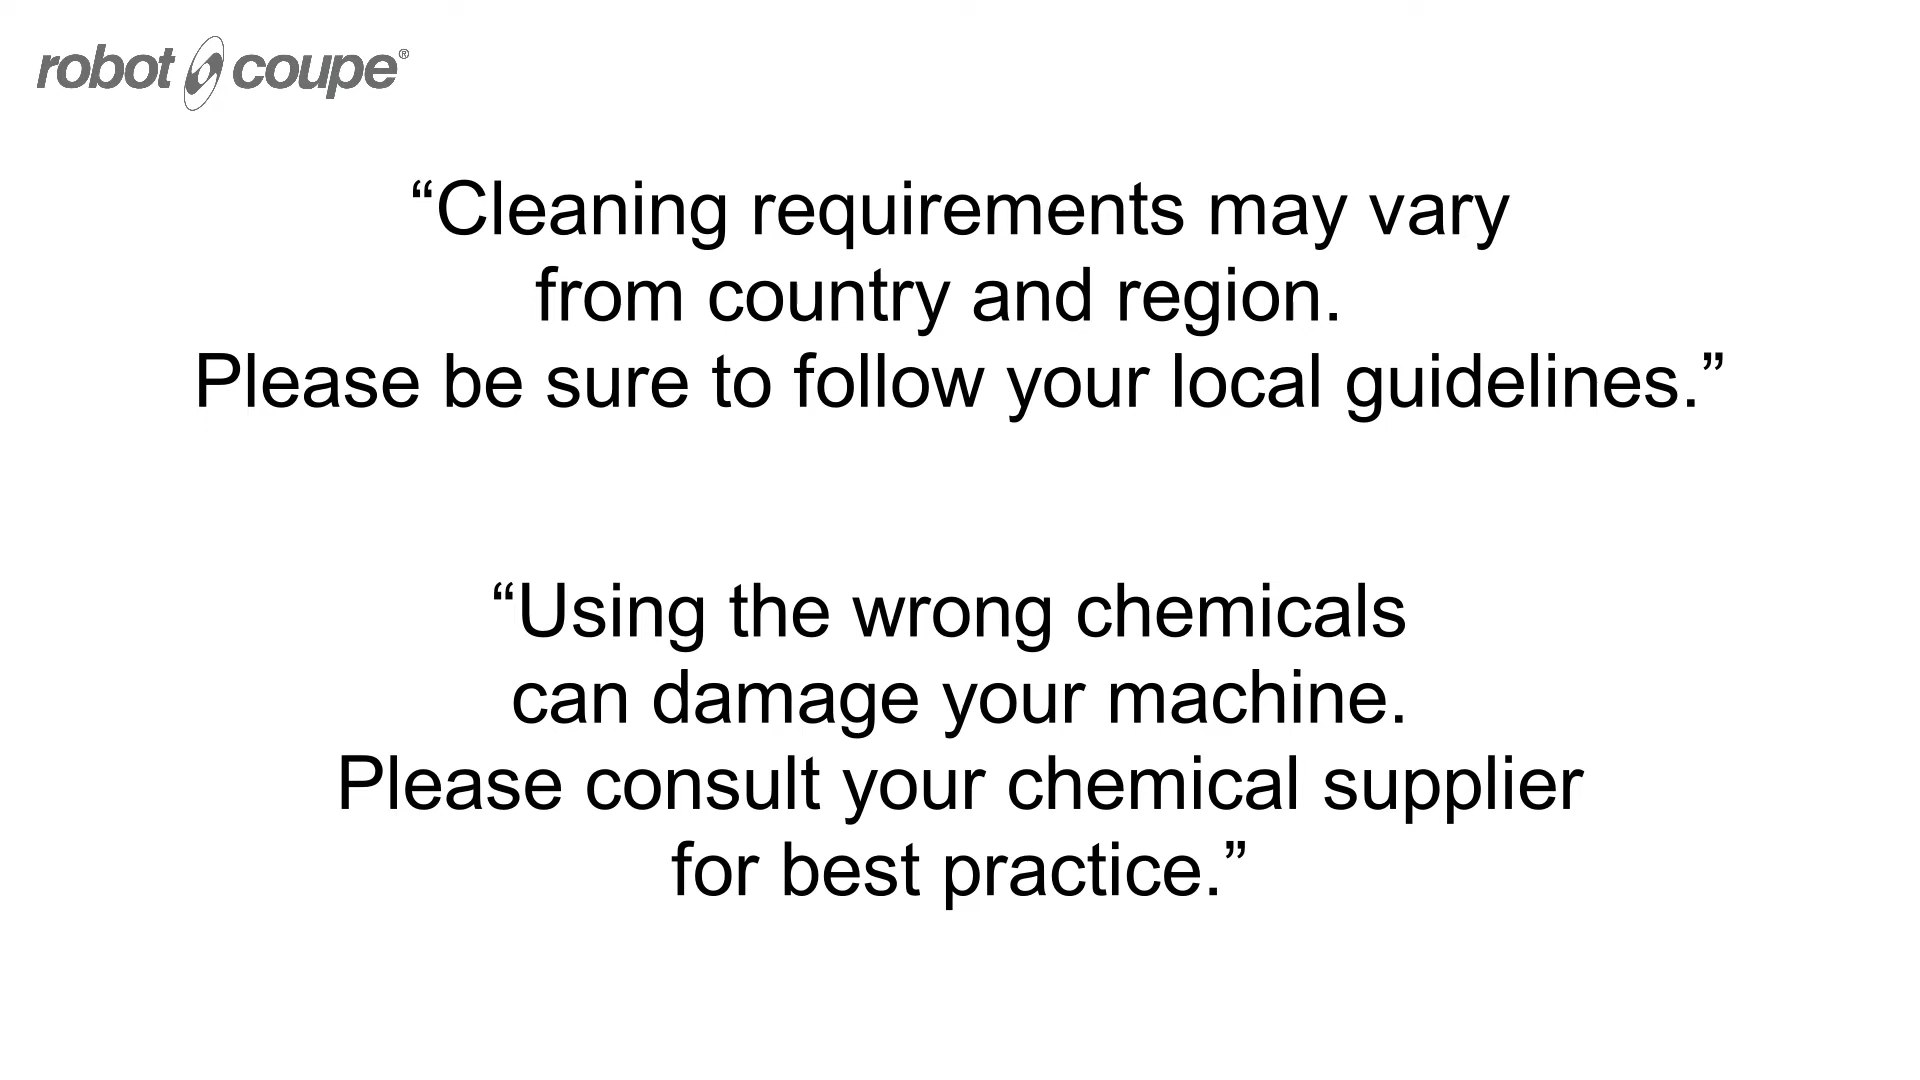 robot coupe®
“Cleaning requirements may vary
from country and region.
Please be sure to follow your local guidelines.”
“Using the wrong chemicals
can damage your machine.
Please consult your chemical supplier
for best practice.”